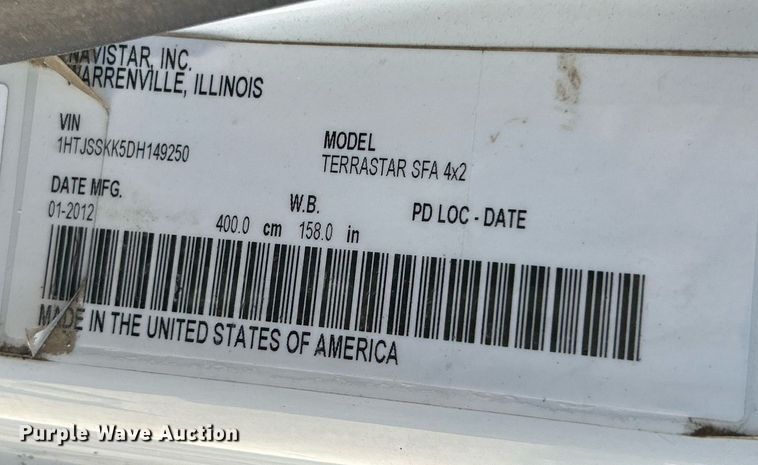 NAVISTAR, INC.
WARRENVILLE, ILLINOIS
VIN
1HTJSSKK5DH149250
MODEL
TERRASTAR SFA 4x2
DATE MFG.
01-2012
W.B.
400.0 cm 158.0 in
PD LOC - DATE
MADE IN THE UNITED STATES OF AMERICA
Purple Wave Auction